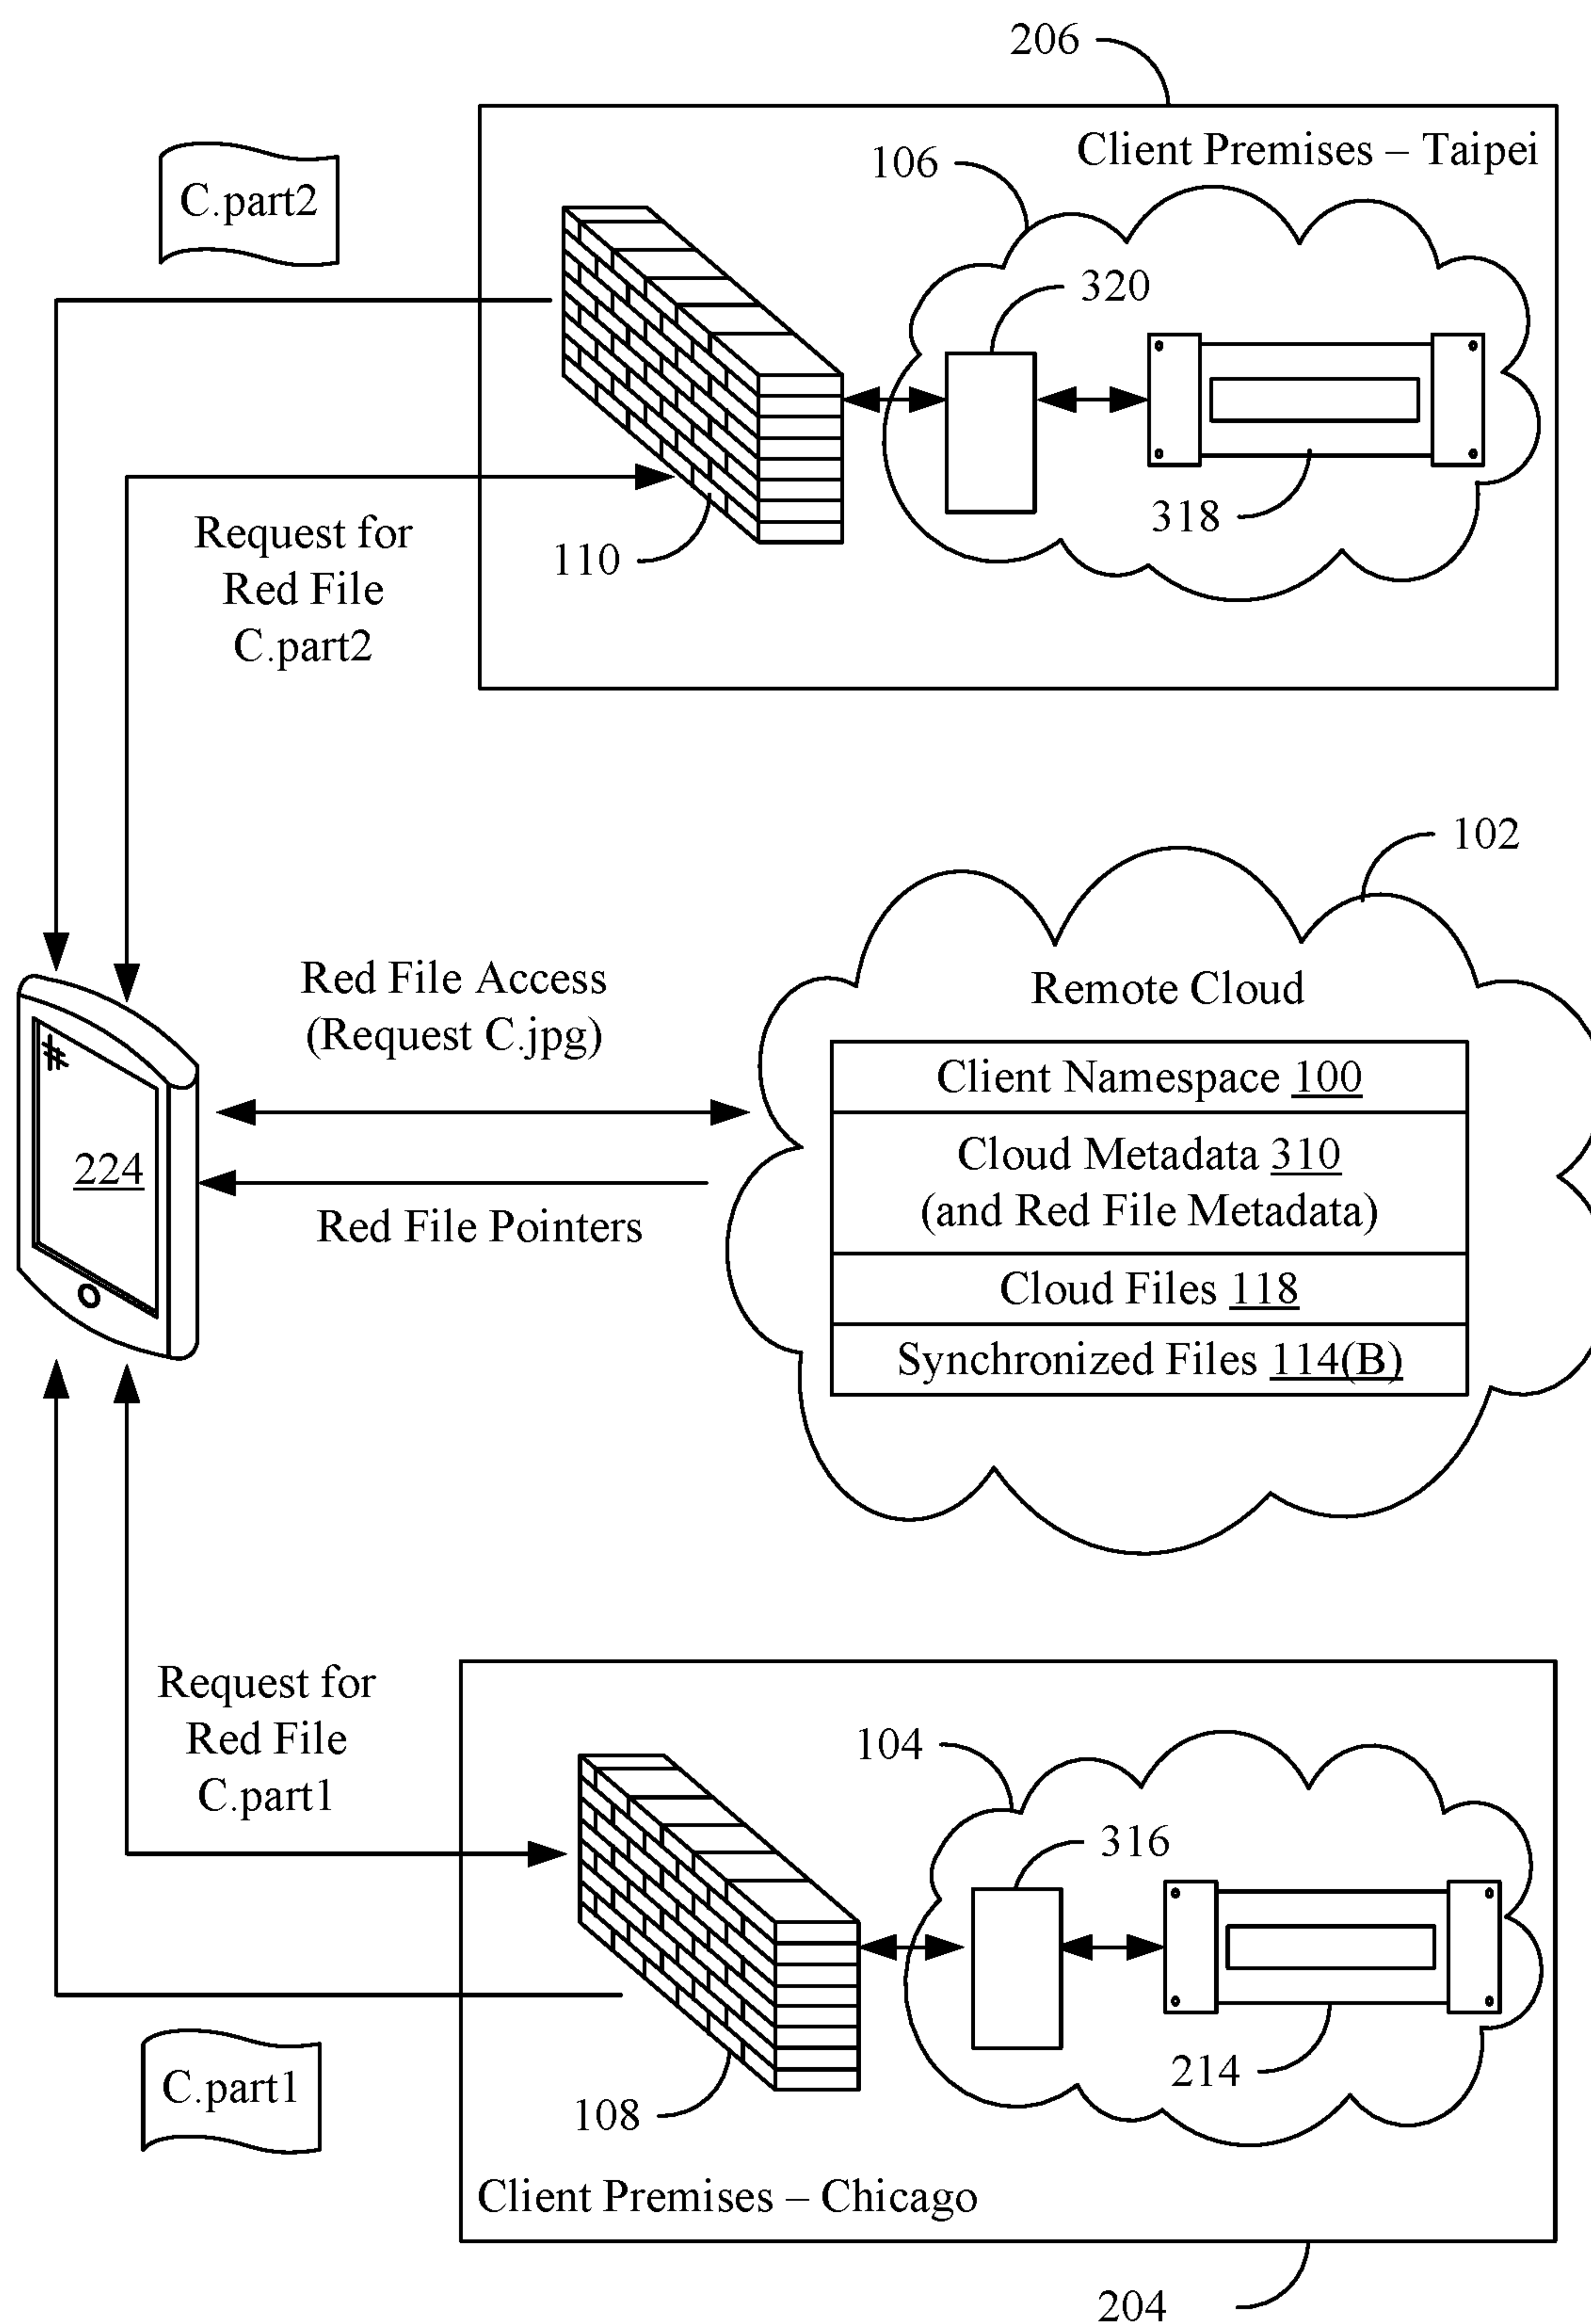 206
Client Premises – Taipei
106
C.part2
320
318
110
Request for
Red File
C.part2
102
Remote Cloud
Client Namespace 100
Cloud Metadata 310
(and Red File Metadata)
Cloud Files 118
Synchronized Files 114(B)
Red File Access
(Request C.jpg)
Red File Pointers
#
224
Request for
Red File
C.part1
104
316
214
108
C.part1
Client Premises – Chicago
204